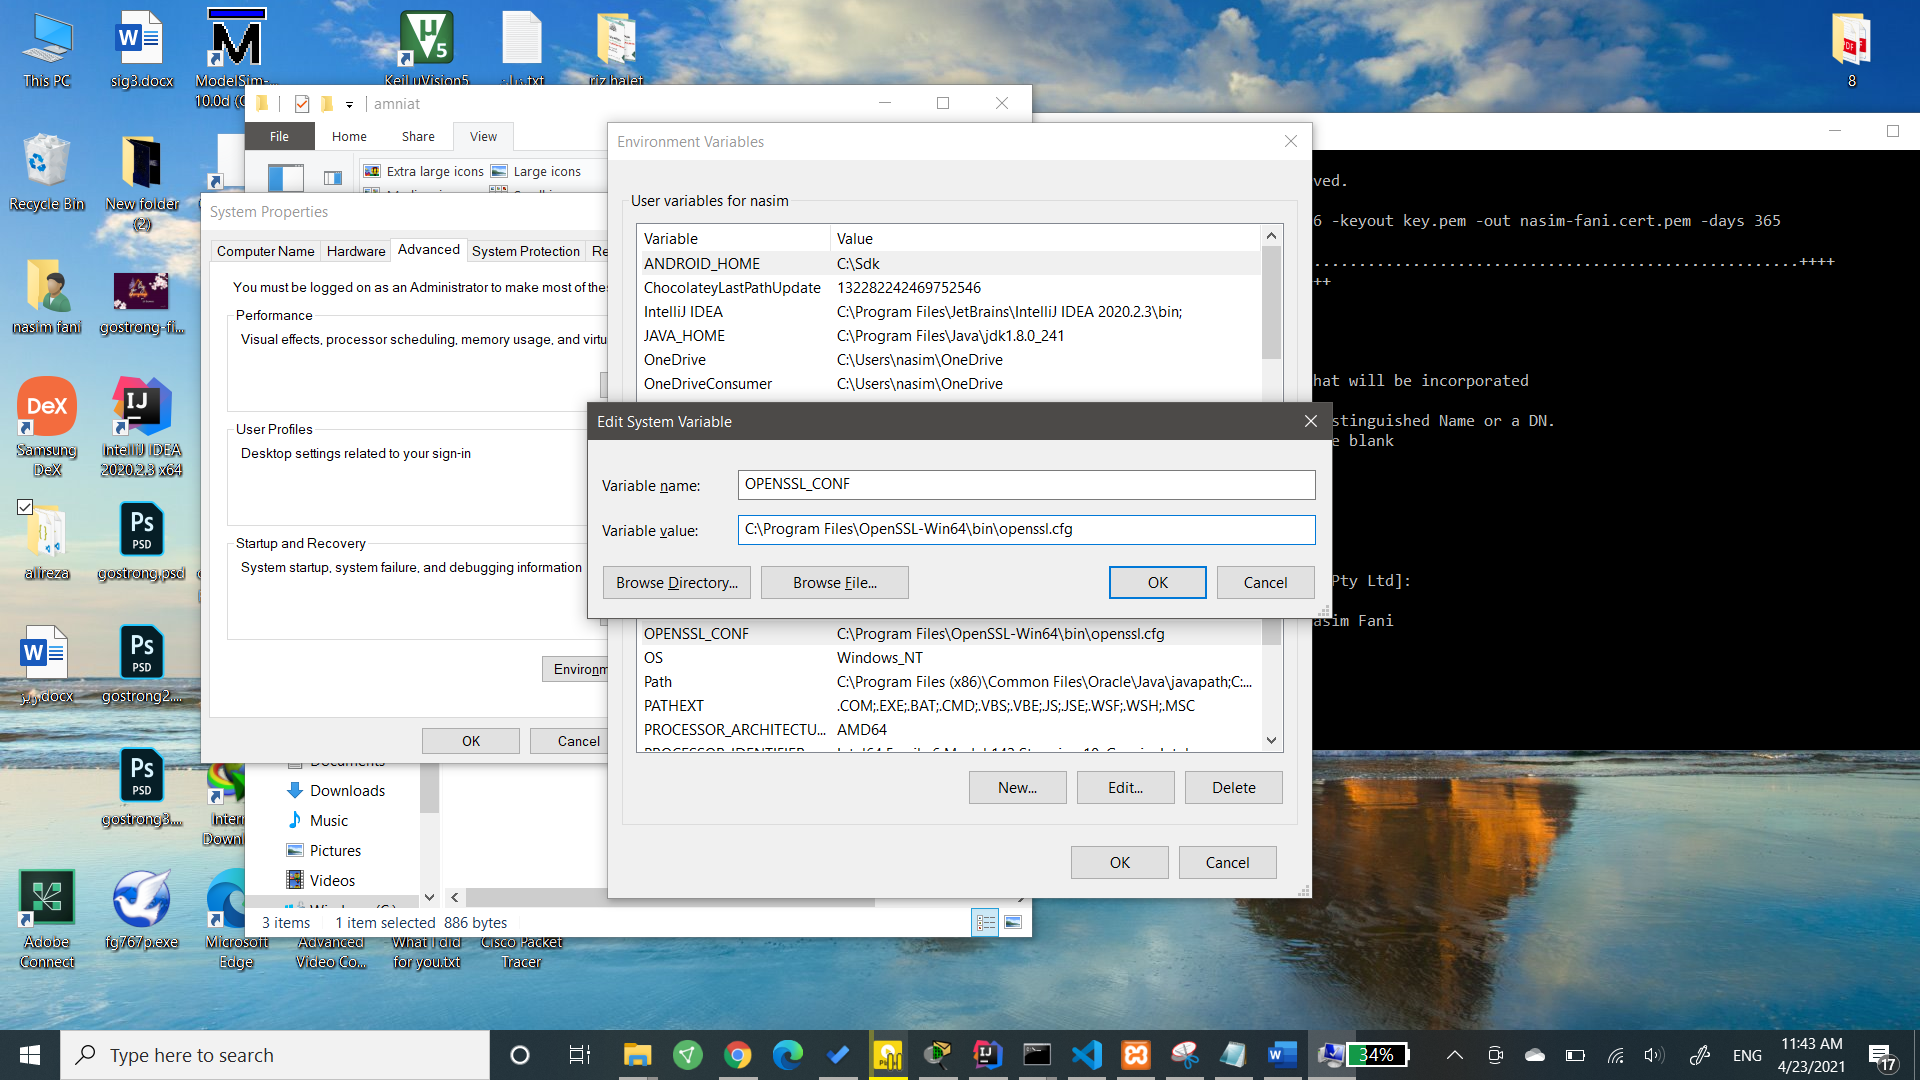 This PC
sig3.docx
ModelSim-...
10.0d (
Keil uVision5
.txt
riz halet
8
Recycle Bin
New folder
(2)
nasim fani
gostrong-fi...
Samsung
DeX
IntelliJ IDEA
2020.2.3 x64
alireza
gostrong.psd
.docx
gostrong2....
gostrong3....
Intern
Downl
Adobe
Connect
fg767p.exe
Microsoft
Edge
Advanced
Video Co...
What I did
for you.txt
Cisco Packet
Tracer
amniat
File
Home
Share
View
Extra large icons
Large icons
Documents
Downloads
Music
Pictures
Videos
3 items
1 item selected 886 bytes
System Properties
Computer Name
Hardware
Advanced
System Protection
Re
You must be logged on as an Administrator to make most of the
Performance
Visual effects, processor scheduling, memory usage, and virtu
User Profiles
Desktop settings related to your sign-in
Startup and Recovery
System startup, system failure, and debugging information
Environm
OK
Cancel
Environment Variables
User variables for nasim
Variable Value
ANDROID_HOME C:\Sdk
ChocolateyLastPathUpdate 132282242469752546
IntelliJ IDEA C:\Program Files\JetBrains\IntelliJ IDEA 2020.2.3\bin;
JAVA_HOME C:\Program Files\Java\jdk1.8.0_241
OneDrive C:\Users\nasim\OneDrive
OneDriveConsumer C:\Users\nasim\OneDrive
Edit System Variable
Variable name: OPENSSL_CONF
Variable value: C:\Program Files\OpenSSL-Win64\bin\openssl.cfg
Browse Directory...
Browse File...
OK
Cancel
OPENSSL_CONF C:\Program Files\OpenSSL-Win64\bin\openssl.cfg
OS Windows_NT
Path C:\Program Files (x86)\Common Files\Oracle\Java\javapath;C:...
PATHEXT .COM;.EXE;.BAT;.CMD;.VBS;.VBE;.JS;.JSE;.WSF;.WSH;.MSC
PROCESSOR_ARCHITECTU... AMD64
New...
Edit...
Delete
OK
Cancel
ved.
6 -keyout key.pem -out nasim-fani.cert.pem -days 365
++++
++
hat will be incorporated
stinguished Name or a DN.
e blank
Pty Ltd]:
asim Fani
Type here to search
34%
ENG
11:43 AM
4/23/2021
17